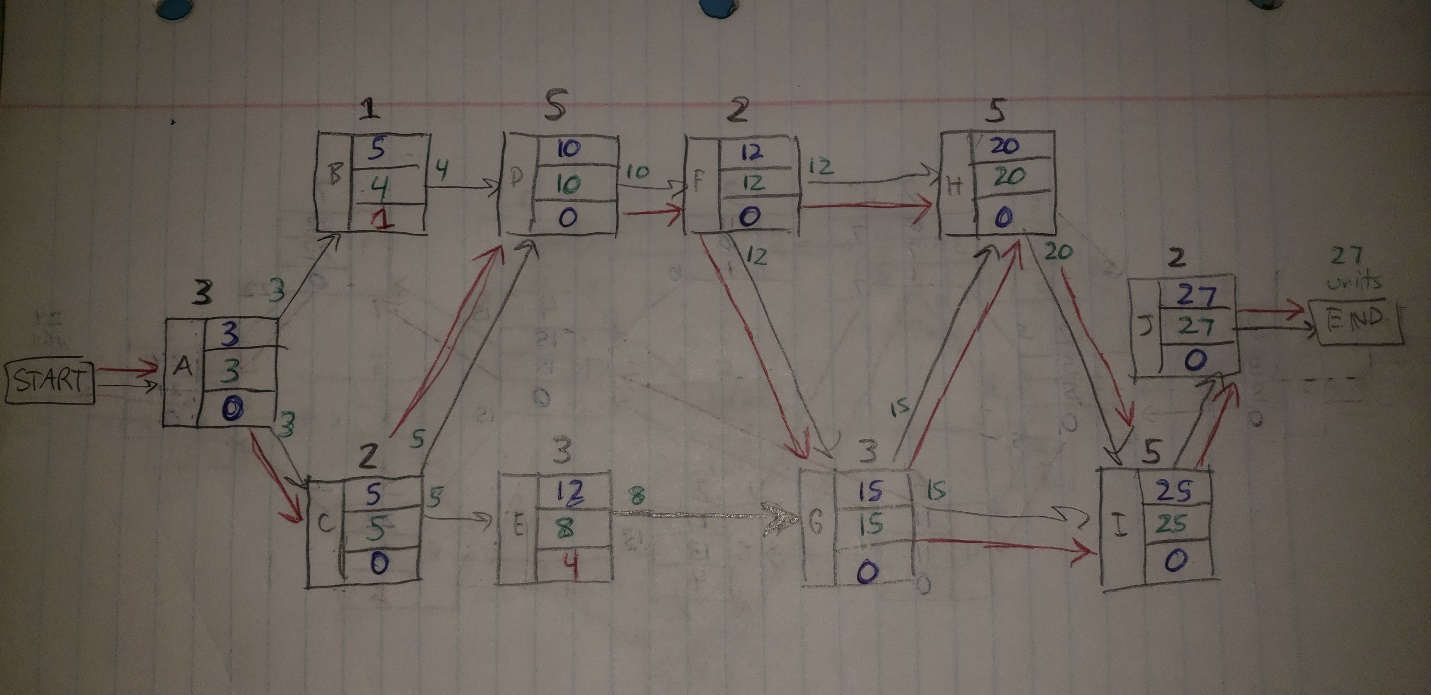 1 5 2 5
B 5 4 1
4
D 10 10 0
10
F 12 12 0
12
H 20 20 0
12
20
3 3
A 3 3 0
START
3
2
27
units
J 27 27 0
END
2 3 3 5
5
15
C 5 5 0
5
E 12 8 4
8
G 15 15 0
15
I 25 25 0